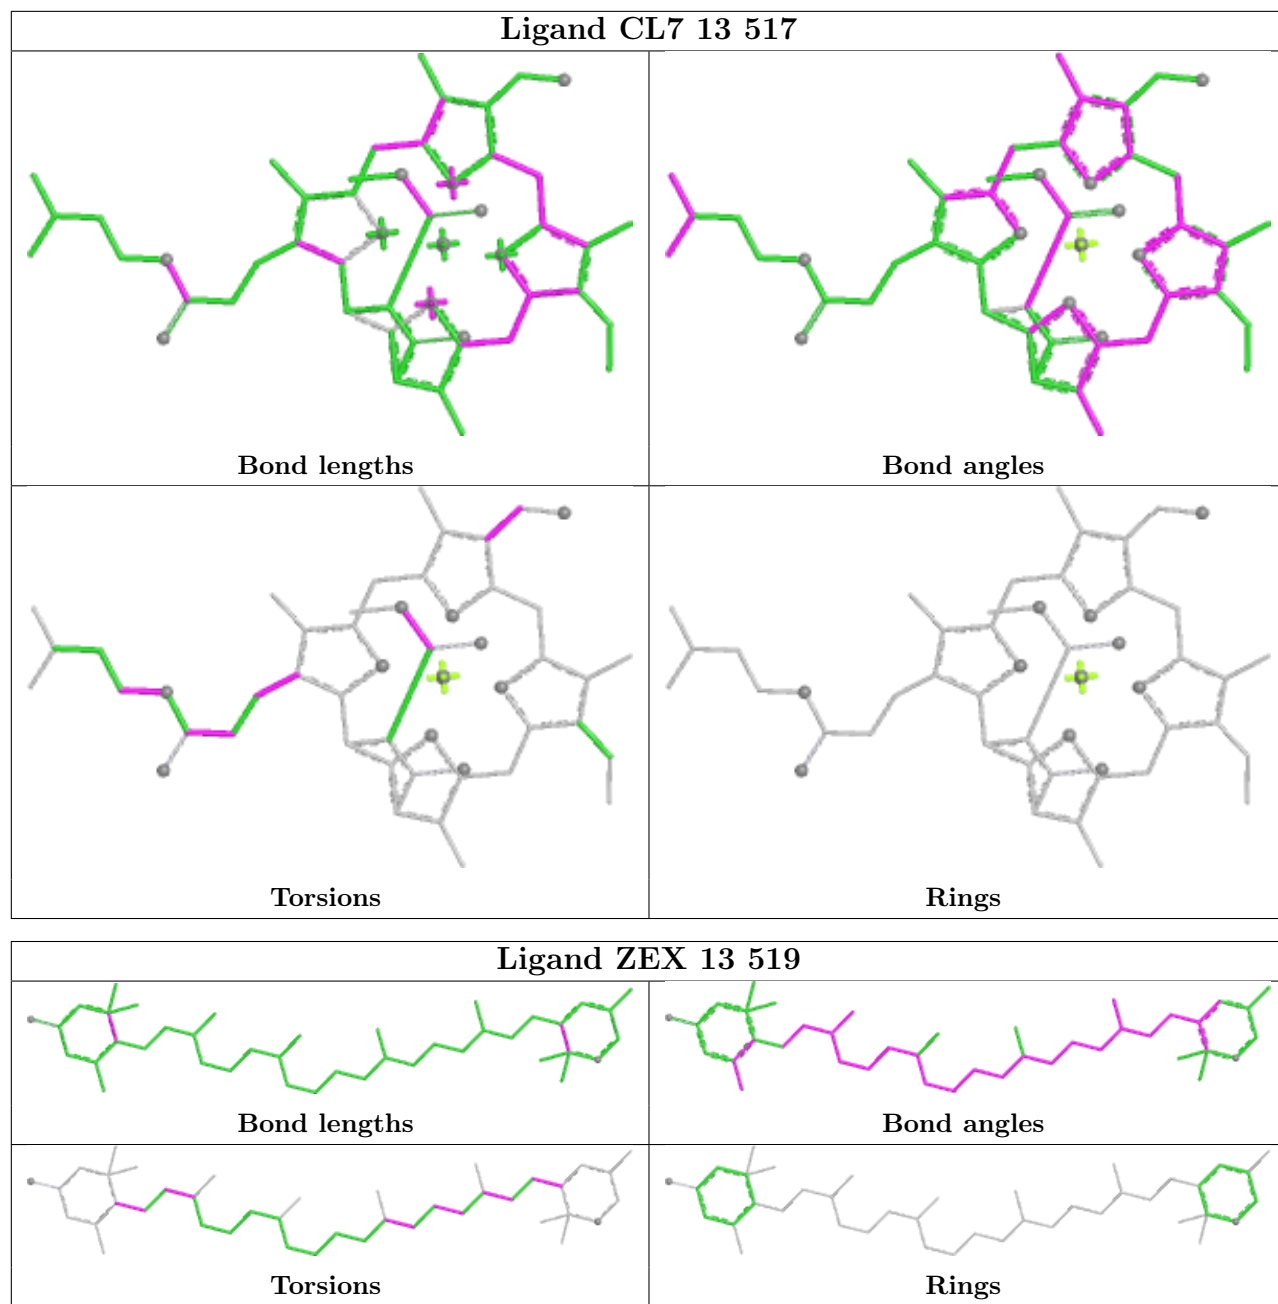 Ligand CL7 13 517
Bond lengths
Bond angles
Torsions
Rings
Ligand ZEX 13 519
Bond lengths
Bond angles
Torsions
Rings